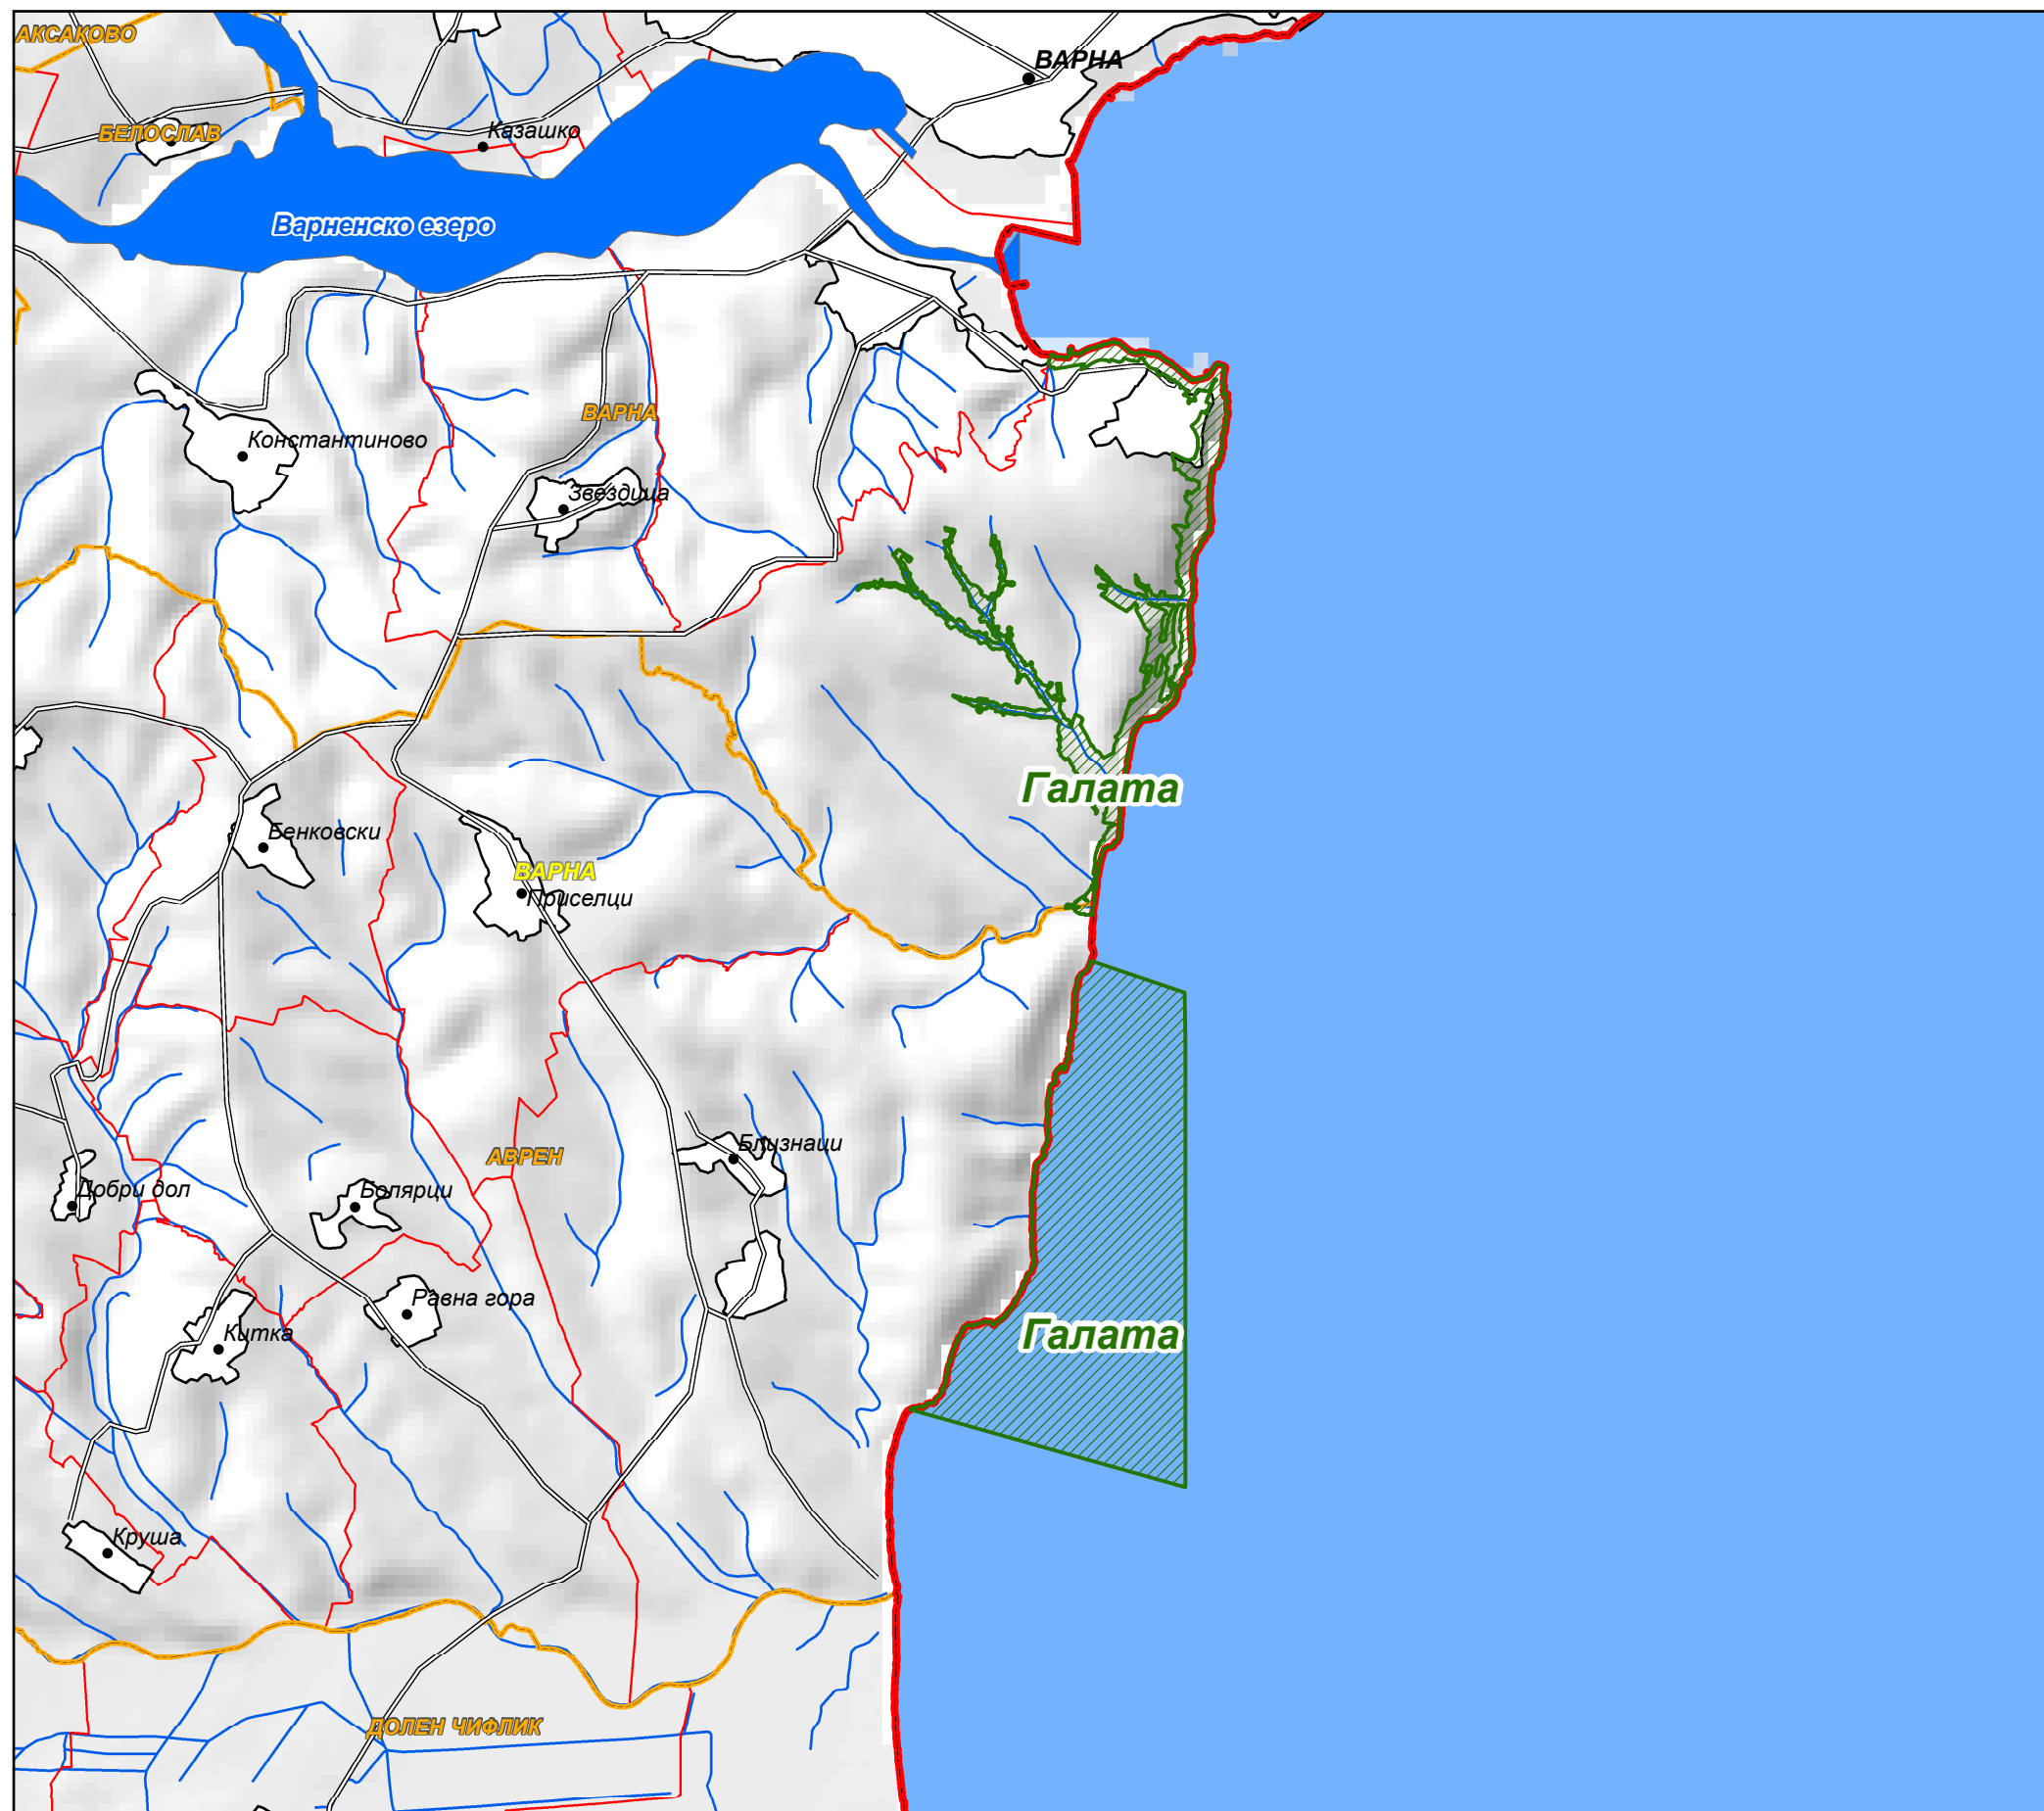 АКСАКОВО
ВАРНА
БЕЛОСЛАВ
Казашко
Варненско езеро
ВАРНА
Константиново
Звездица
Галата
Бенковски
ВАРНА
Приселци
Близнаци
АВРЕН
Добри дол
Болярци
Равна гора
Китка
Галата
Круша
ДОЛЕН ЧИФЛИК